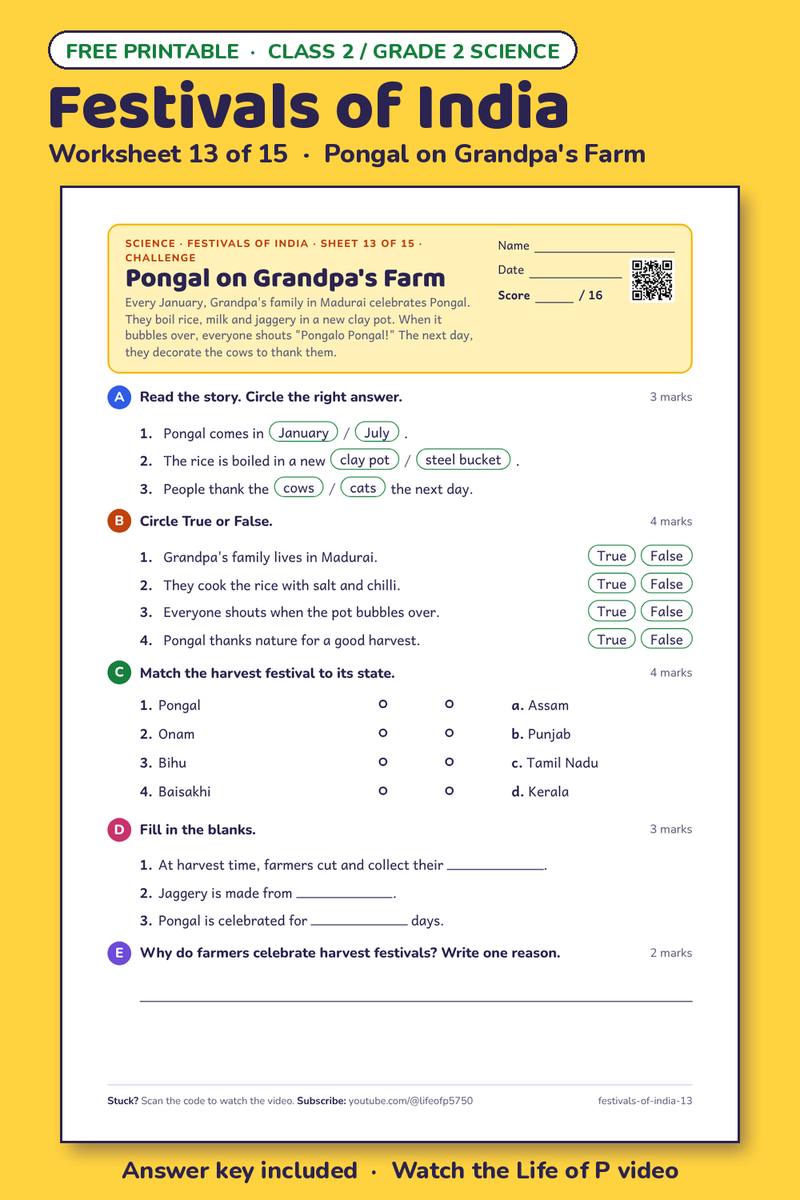 FREE PRINTABLE · CLASS 2 / GRADE 2 SCIENCE
Festivals of India
Worksheet 13 of 15 · Pongal on Grandpa's Farm
SCIENCE · FESTIVALS OF INDIA · SHEET 13 OF 15 ·
CHALLENGE
Pongal on Grandpa's Farm
Every January, Grandpa's family in Madurai celebrates Pongal.
They boil rice, milk and jaggery in a new clay pot. When it
bubbles over, everyone shouts "Pongalo Pongal!" The next day,
they decorate the cows to thank them.
Name
Date
Score / 16
A Read the story. Circle the right answer. 3 marks
1. Pongal comes in January / July .
2. The rice is boiled in a new clay pot / steel bucket .
3. People thank the cows / cats the next day.
B Circle True or False. 4 marks
1. Grandpa's family lives in Madurai. True False
2. They cook the rice with salt and chilli. True False
3. Everyone shouts when the pot bubbles over. True False
4. Pongal thanks nature for a good harvest. True False
C Match the harvest festival to its state. 4 marks
1. Pongal a. Assam
2. Onam b. Punjab
3. Bihu c. Tamil Nadu
4. Baisakhi d. Kerala
D Fill in the blanks. 3 marks
1. At harvest time, farmers cut and collect their ____________.
2. Jaggery is made from ____________.
3. Pongal is celebrated for ____________ days.
E Why do farmers celebrate harvest festivals? Write one reason. 2 marks
Stuck? Scan the code to watch the video. Subscribe: youtube.com/@lifeofp5750 festivals-of-india-13
Answer key included · Watch the Life of P video